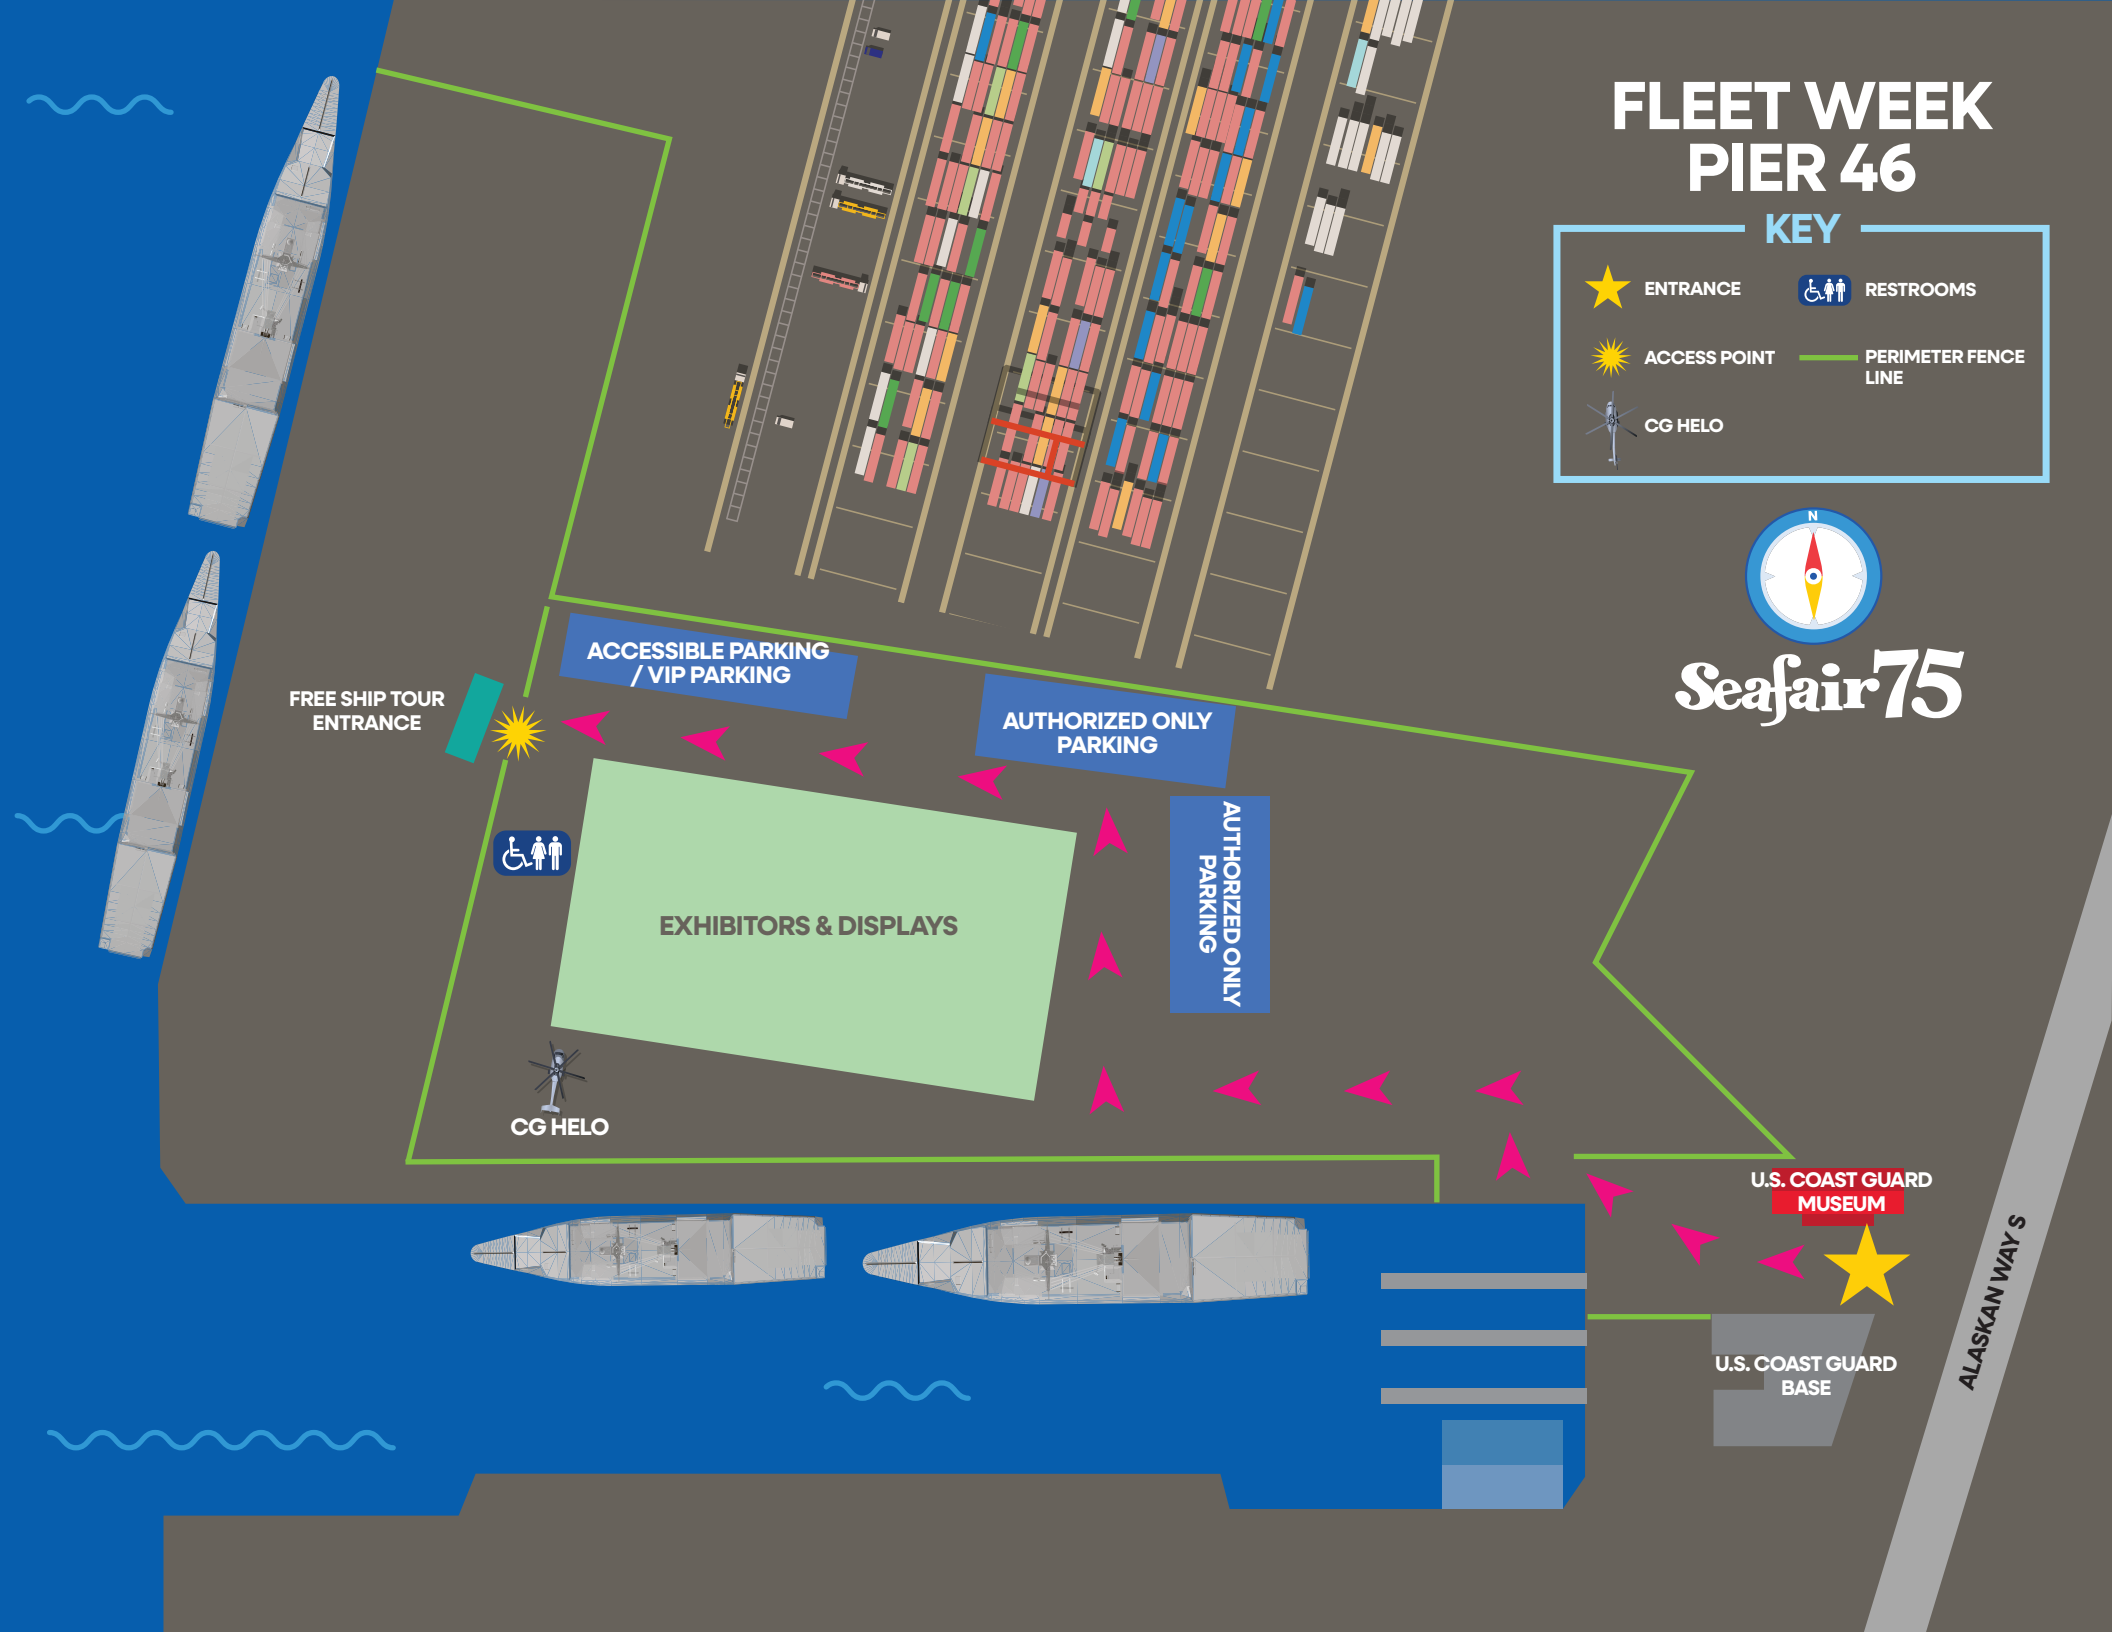 FLEET WEEK
PIER 46
KEY
ENTRANCE
RESTROOMS
ACCESS POINT
PERIMETER FENCE
LINE
CG HELO
N
Seafair 75
ACCESSIBLE PARKING
/ VIP PARKING
FREE SHIP TOUR
ENTRANCE
AUTHORIZED ONLY
PARKING
AUTHORIZED ONLY
PARKING
EXHIBITORS & DISPLAYS
CG HELO
U.S. COAST GUARD
MUSEUM
ALASKAN WAY S
U.S. COAST GUARD
BASE